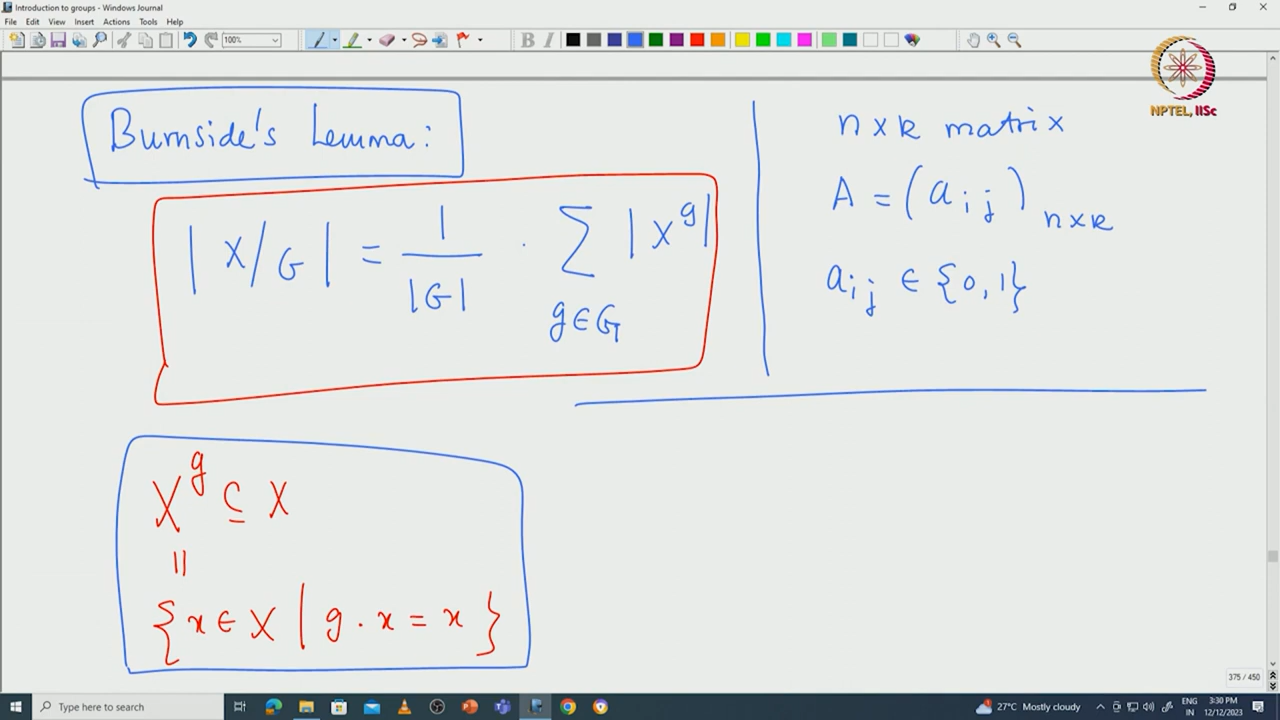 Introduction to groups - Windows Journal
File Edit View Insert Actions Tools Help
100%
B I
NPTEL, IISc
Burnside's Lemma:
|X/G| = 1/|G| · Σ g∈G |X^g|
n×k matrix
A = (a_ij)_n×k
a_ij ∈ {0,1}
X^g ⊆ X
||
{x ∈ X | g · x = x}
375 / 450
Type here to search
27°C Mostly cloudy
ENG
IN
3:30 PM
12/12/2023